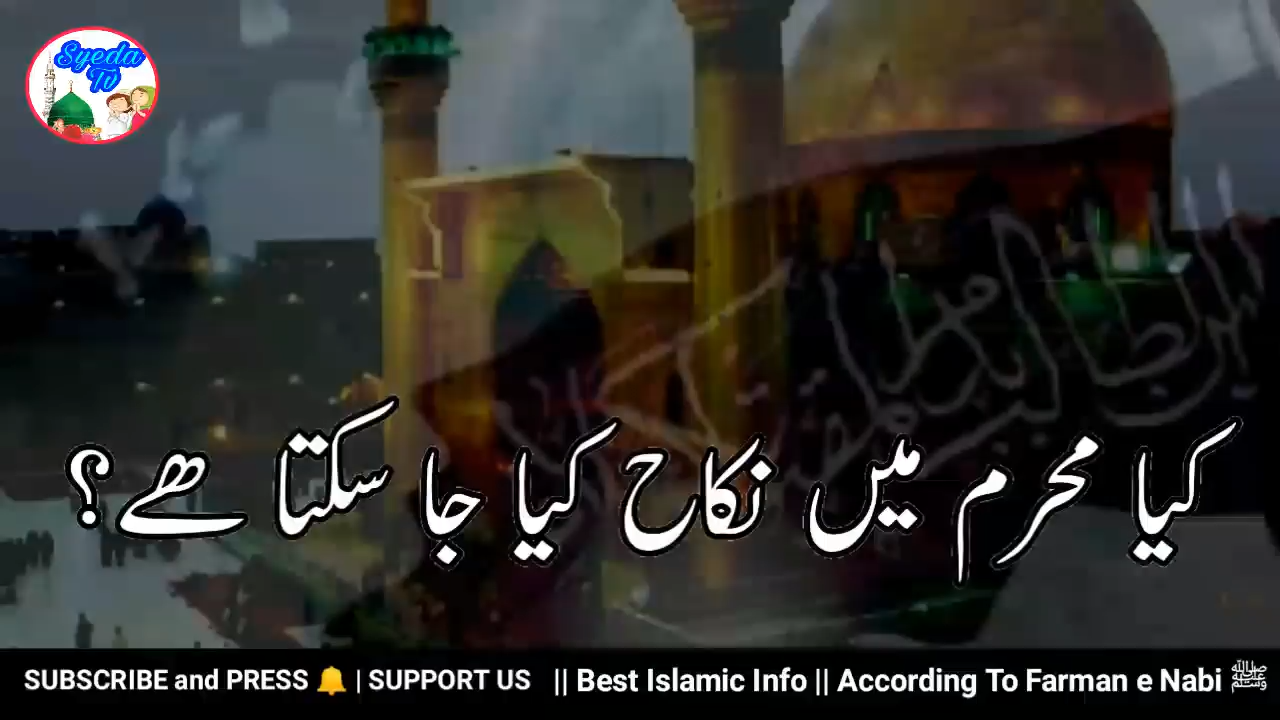 Syeda
Tv
کیا محرم میں نکاح کیا جا سکتا ھے؟
SUBSCRIBE and PRESS 🔔 | SUPPORT US || Best Islamic Info || According To Farman e Nabi ﷺ